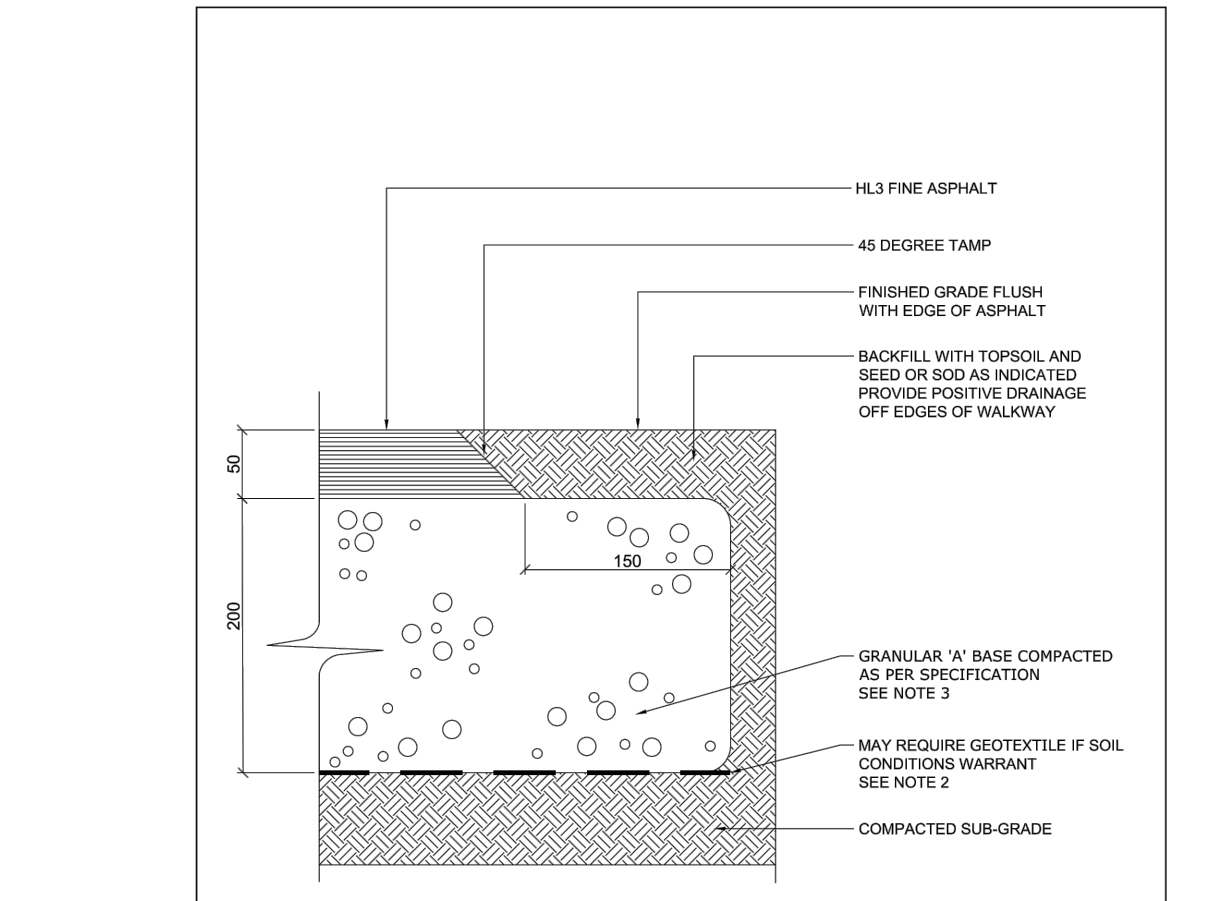 HL3 FINE ASPHALT
45 DEGREE TAMP
FINISHED GRADE FLUSH
WITH EDGE OF ASPHALT
BACKFILL WITH TOPSOIL AND
SEED OR SOD AS INDICATED
PROVIDE POSITIVE DRAINAGE
OFF EDGES OF WALKWAY
50
150
200
GRANULAR 'A' BASE COMPACTED
AS PER SPECIFICATION
SEE NOTE 3
MAY REQUIRE GEOTEXTILE IF SOIL
CONDITIONS WARRANT
SEE NOTE 2
COMPACTED SUB-GRADE